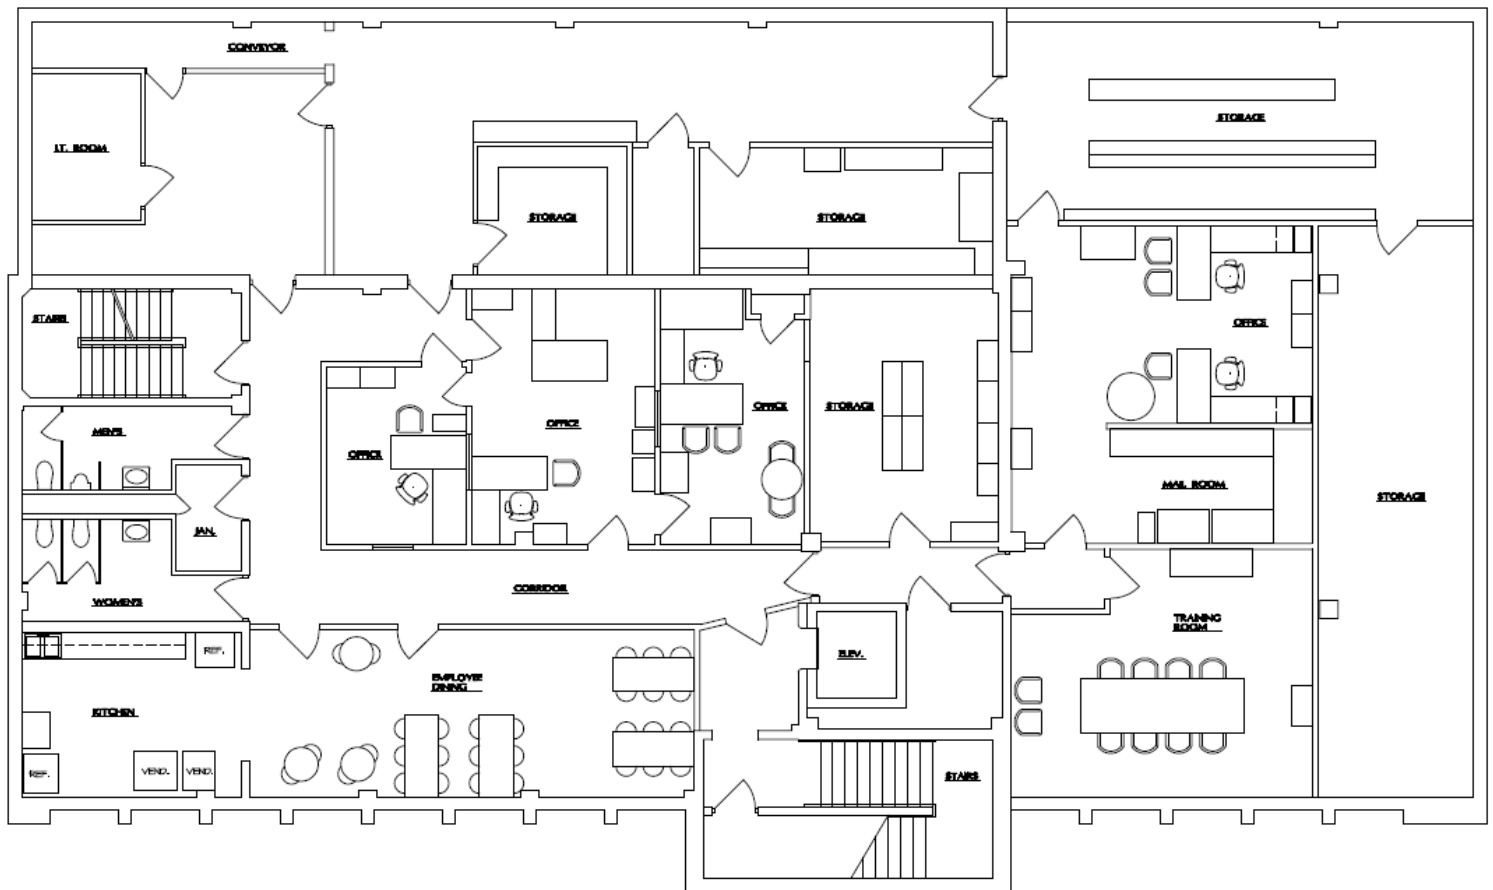 CONVEYOR
STORAGE
LT. ROOM
STORAGE
STORAGE
STAIRS
OFFICE
OFFICE
STORAGE
OFFICE
MEN'S
OFFICE
MAIL ROOM
STORAGE
JAN.
CORRIDOR
WOMEN'S
TRAINING
ROOM
REF.
ELEV.
EMPLOYEE
DINING
KITCHEN
REF.
VEND.
VEND.
STAIRS